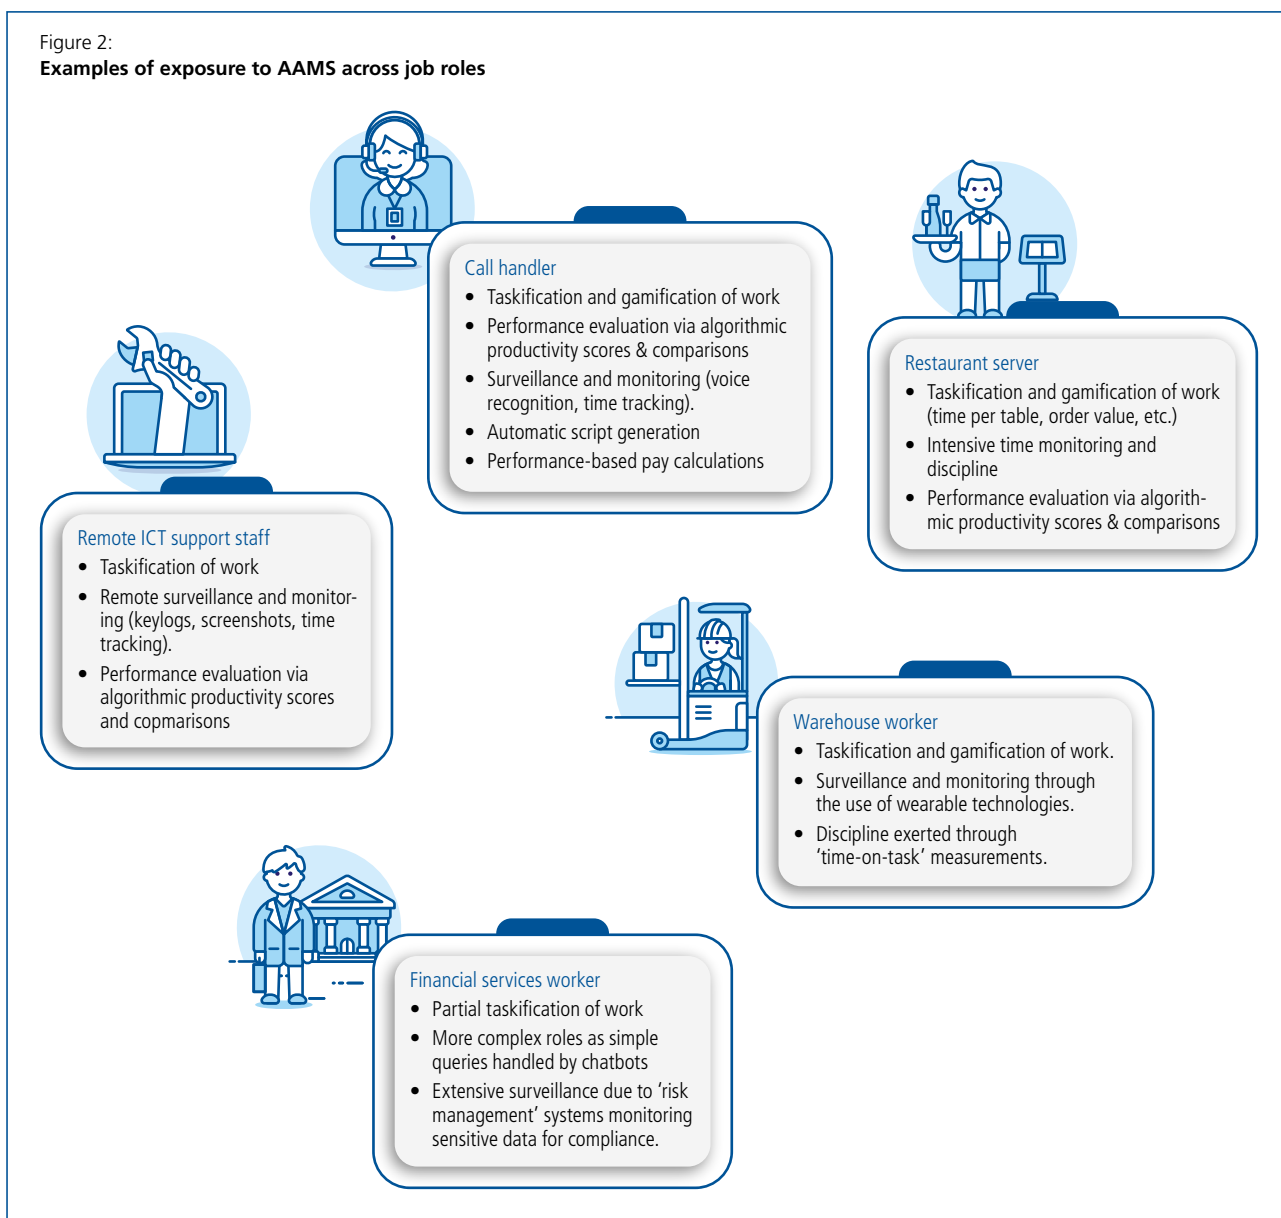 Figure 2:
Examples of exposure to AAMS across job roles
Call handler
• Taskification and gamification of work
• Performance evaluation via algorithmic
productivity scores & comparisons
• Surveillance and monitoring (voice
recognition, time tracking).
• Automatic script generation
• Performance-based pay calculations
Restaurant server
• Taskification and gamification of work
(time per table, order value, etc.)
• Intensive time monitoring and
discipline
• Performance evaluation via algorith-
mic productivity scores & comparisons
Remote ICT support staff
• Taskification of work
• Remote surveillance and monitor-
ing (keylogs, screenshots, time
tracking).
• Performance evaluation via
algorithmic productivity scores
and copmarisons
Warehouse worker
• Taskification and gamification of work.
• Surveillance and monitoring through
the use of wearable technologies.
• Discipline exerted through
‘time-on-task’ measurements.
Financial services worker
• Partial taskification of work
• More complex roles as simple
queries handled by chatbots
• Extensive surveillance due to ‘risk
management’ systems monitoring
sensitive data for compliance.